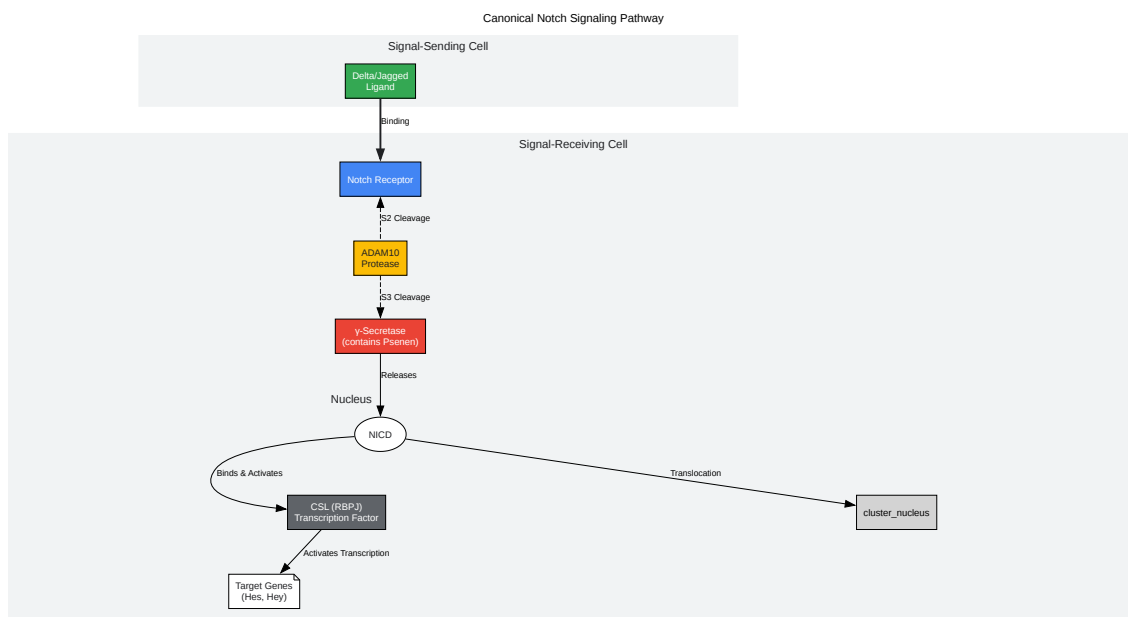 Canonical Notch Signaling Pathway
Signal-Sending Cell
Delta/Jagged
Ligand
Binding
Signal-Receiving Cell
Notch Receptor
S2 Cleavage
ADAM10
Protease
S3 Cleavage
γ-Secretase
(contains Psenen)
Releases
Nucleus
NICD
Binds & Activates
Translocation
CSL (RBPJ)
Transcription Factor
cluster_nucleus
Activates Transcription
Target Genes
(Hes, Hey)